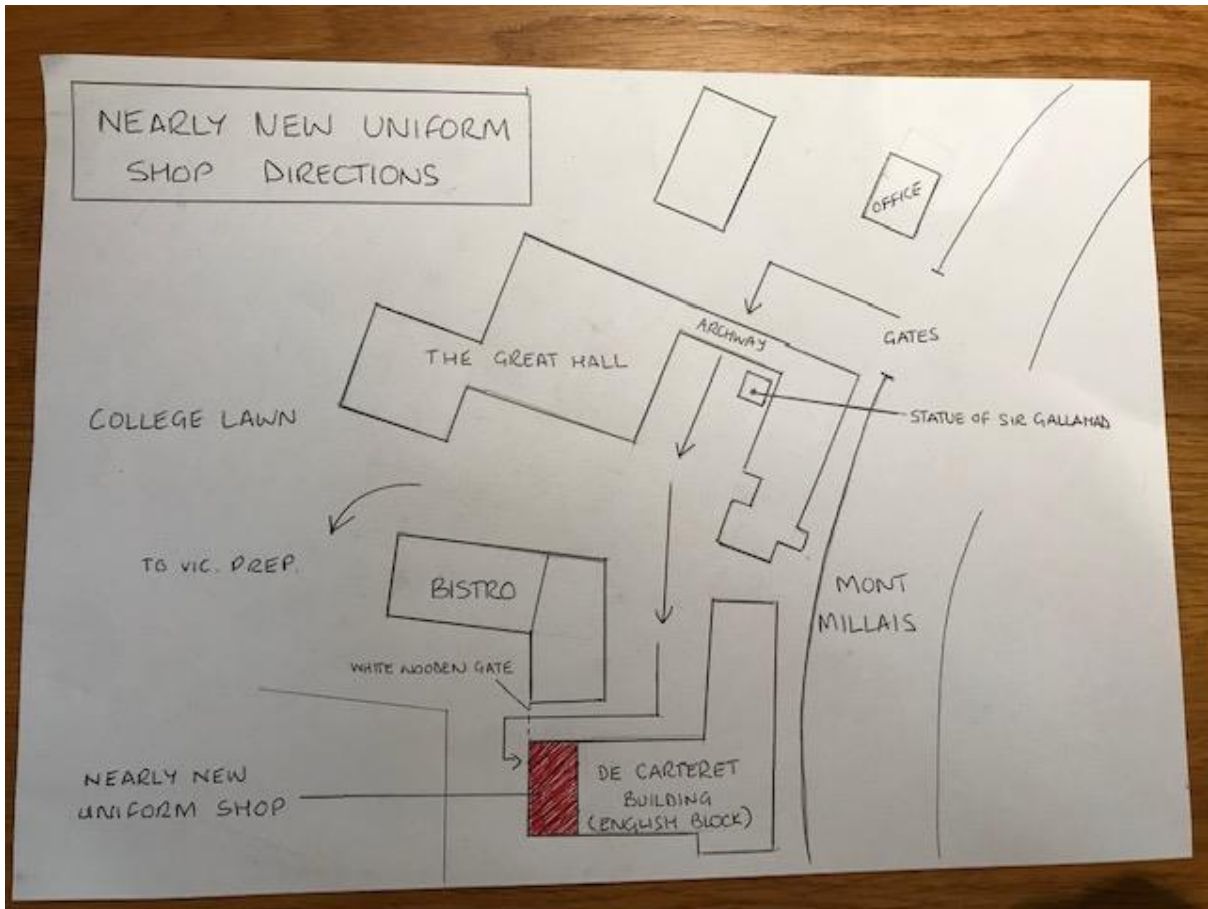 NEARLY NEW UNIFORM
SHOP DIRECTIONS
OFFICE
ARCHWAY
GATES
THE GREAT HALL
COLLEGE LAWN
STATUE OF SIR GALLAHAD
TO VIC. PREP.
BISTRO
MONT
MILLAIS
WHITE WOODEN GATE
NEARLY NEW
UNIFORM SHOP
DE CARTERET
BUILDING
(ENGLISH BLOCK)